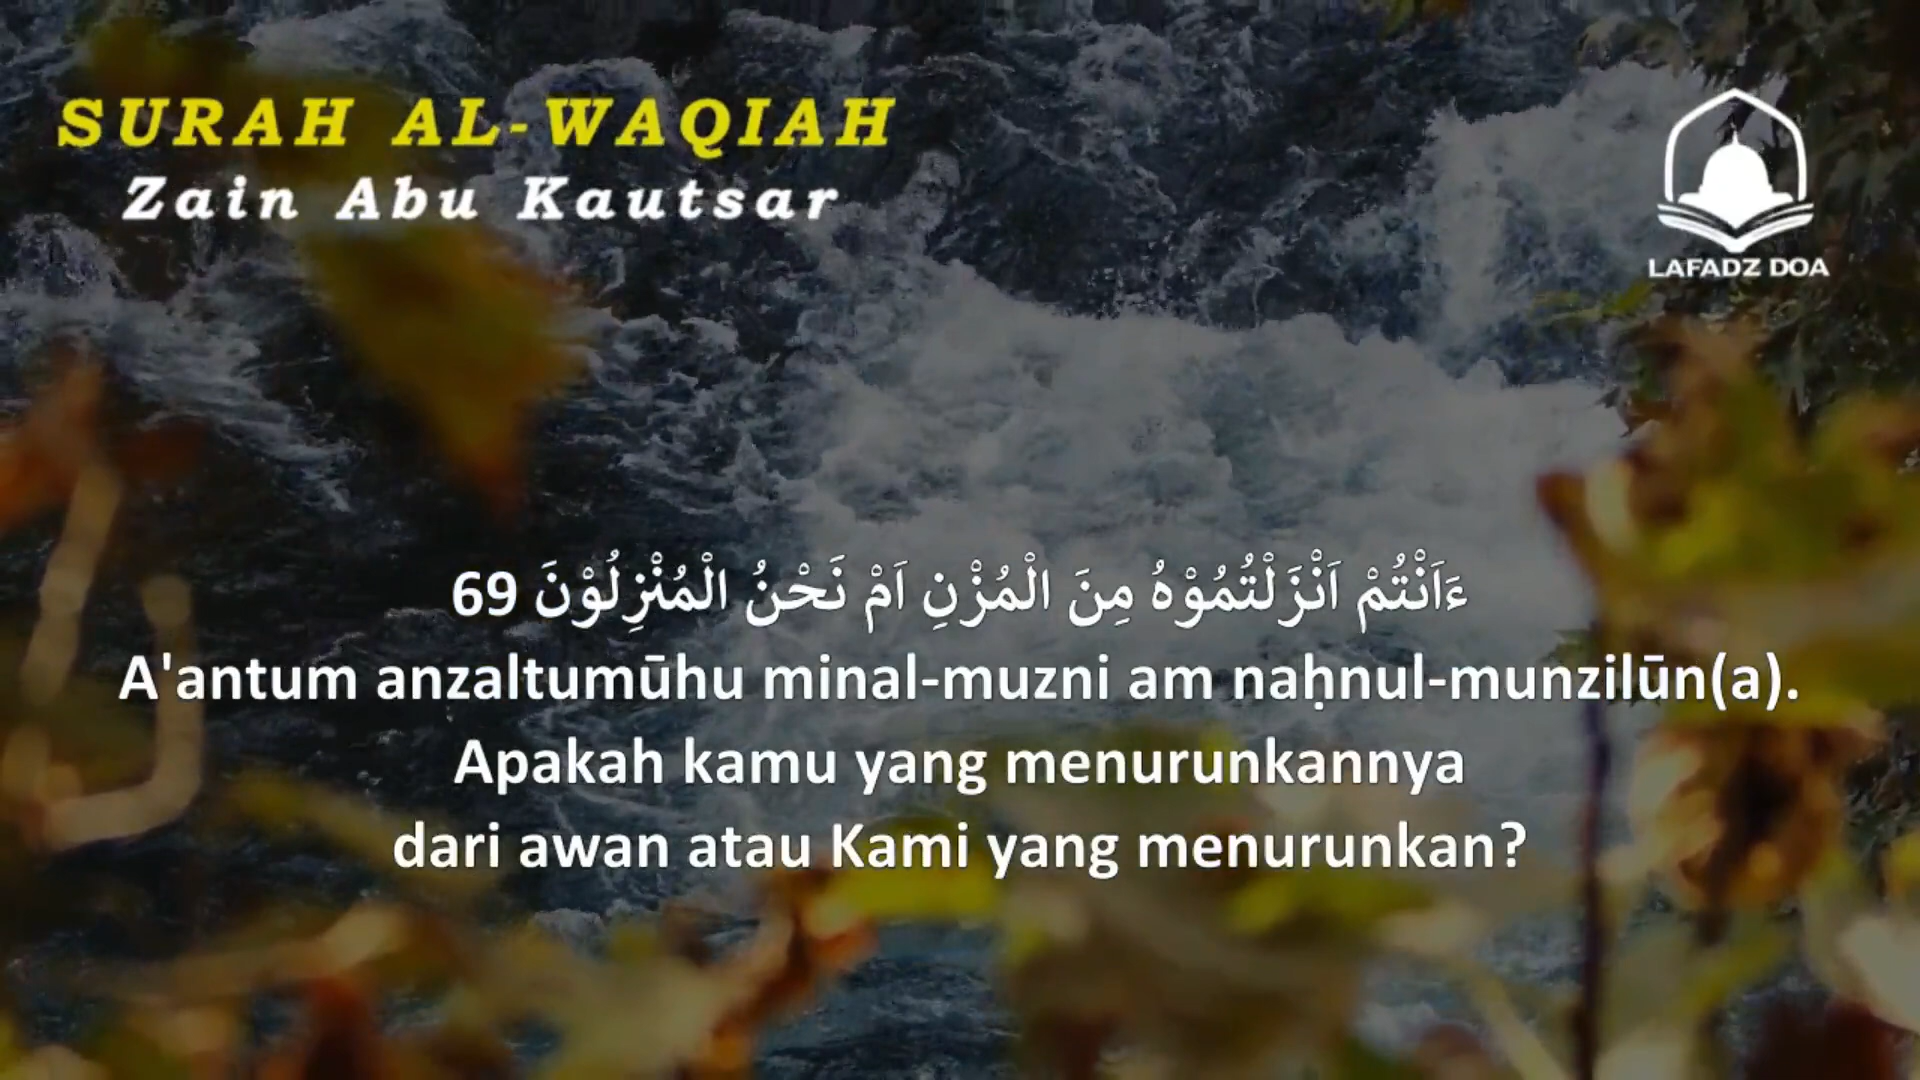 SURAH AL-WAQIAH
Zain Abu Kautsar
LAFADZ DOA
ءَاَنْتُمْ اَنْزَلْتُمُوْهُ مِنَ الْمُزْنِ اَمْ نَحْنُ الْمُنْزِلُوْنَ 69
A'antum anzaltumūhu minal-muzni am naḥnul-munzilūn(a).
Apakah kamu yang menurunkannya
dari awan atau Kami yang menurunkan?